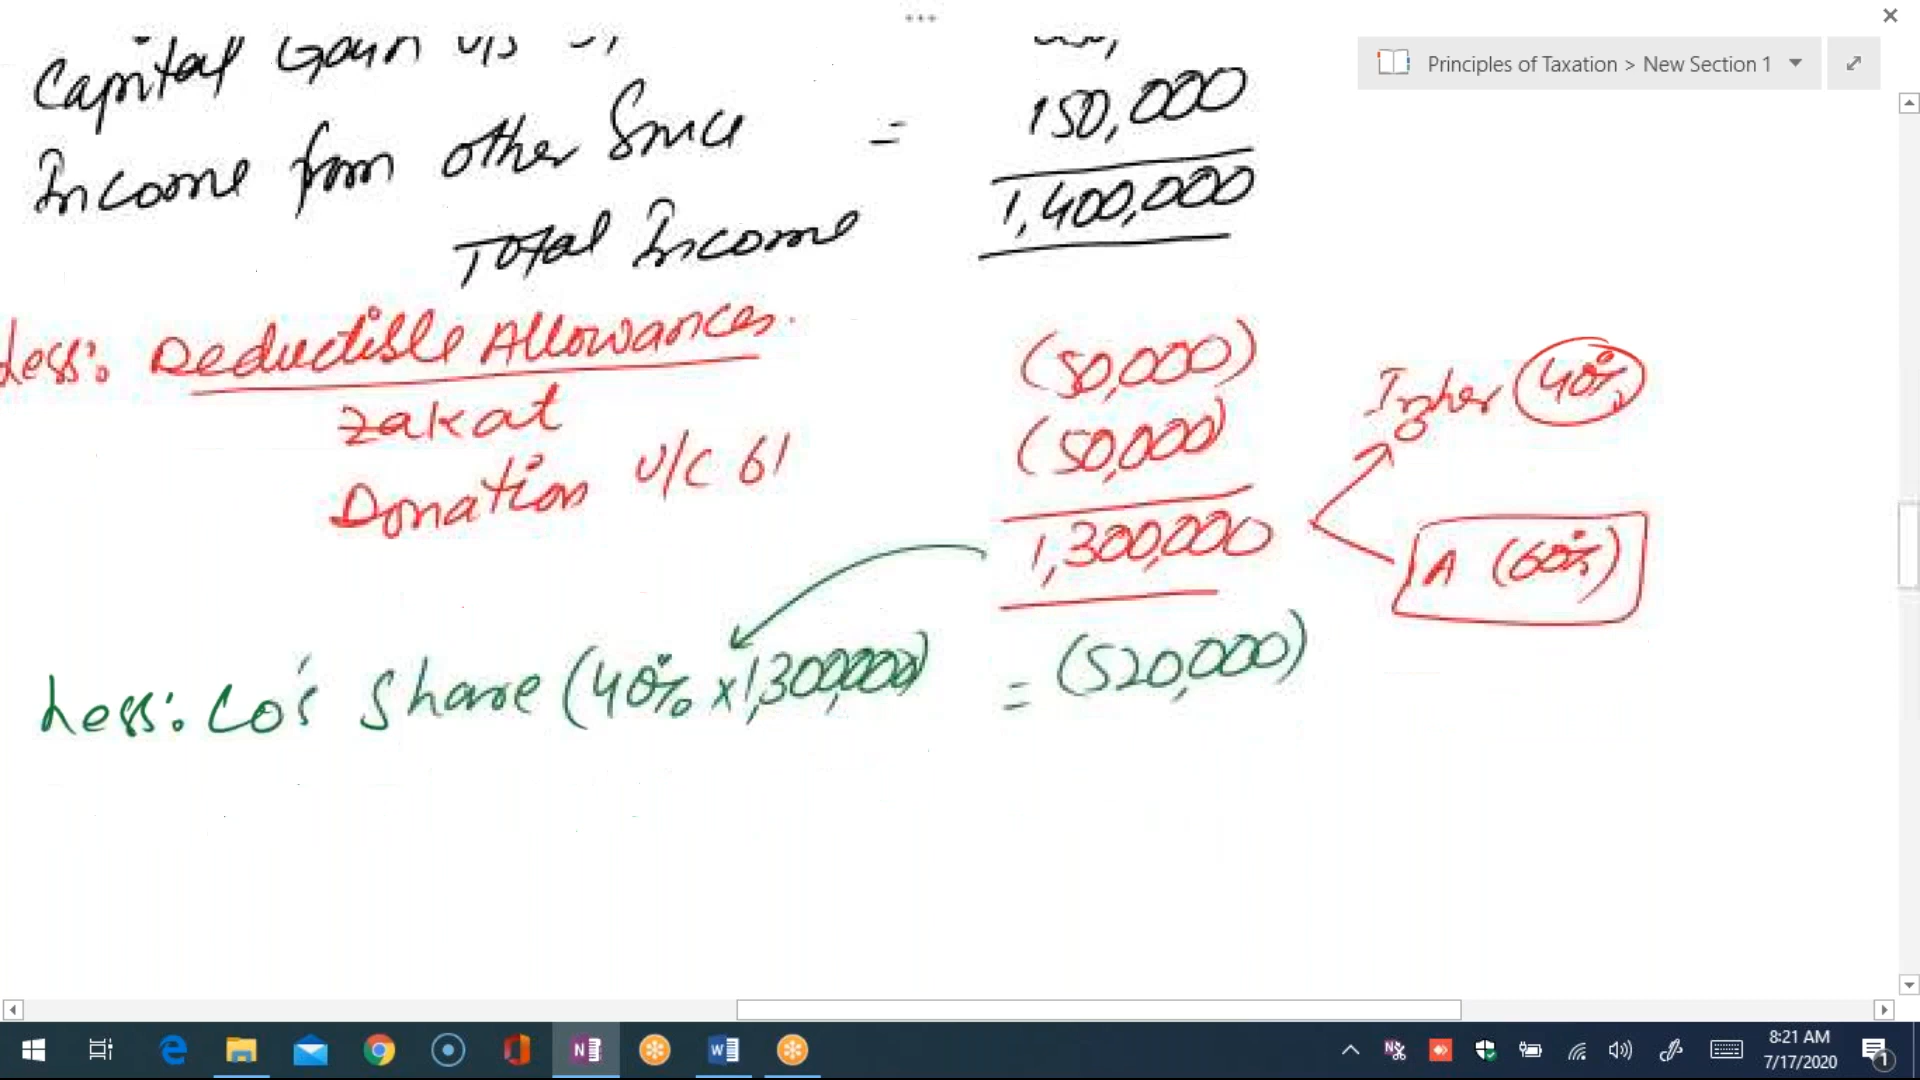 Principles of Taxation > New Section 1
Capital Gain u/s
Income from other Source = 150,000
Total Income 1,400,000
Less: Deductible Allowances.
Zakat (50,000)
Donation U/C 61 (50,000)
1,300,000
40%
A (60%)
Less: Co's Share (40% x 1,300,000) = (520,000)
8:21 AM
7/17/2020
1